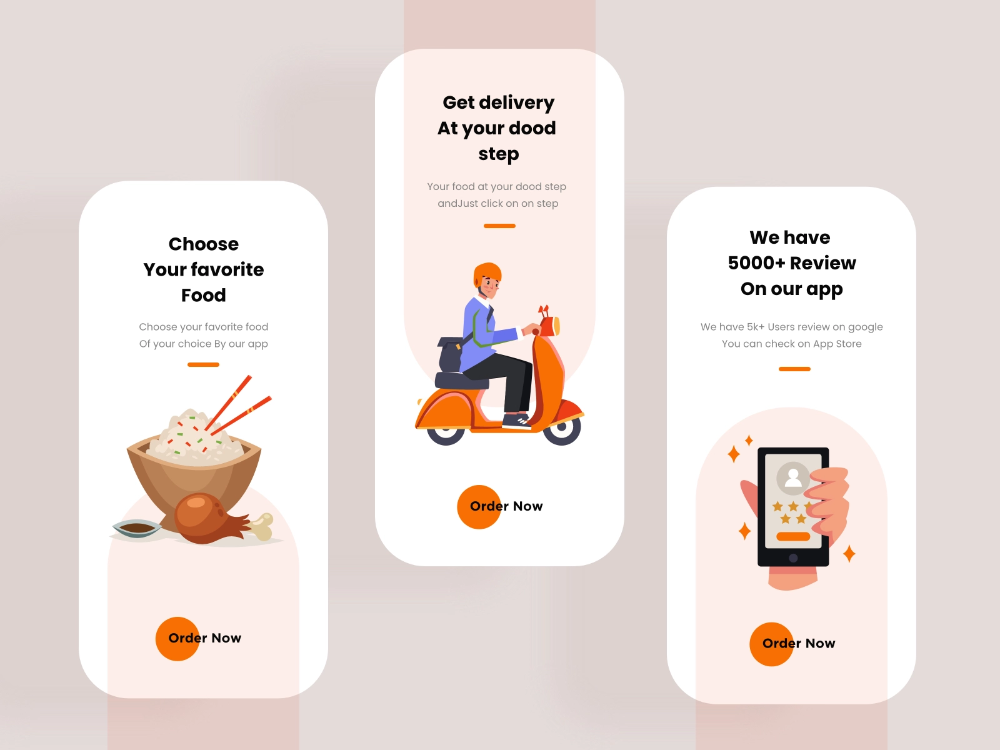 Choose
Your favorite
Food
Choose your favorite food
Of your choice By our app
Order Now
Get delivery
At your dood
step
Your food at your dood step
andJust click on on step
Order Now
We have
5000+ Review
On our app
We have 5k+ Users review on google
You can check on App Store
Order Now